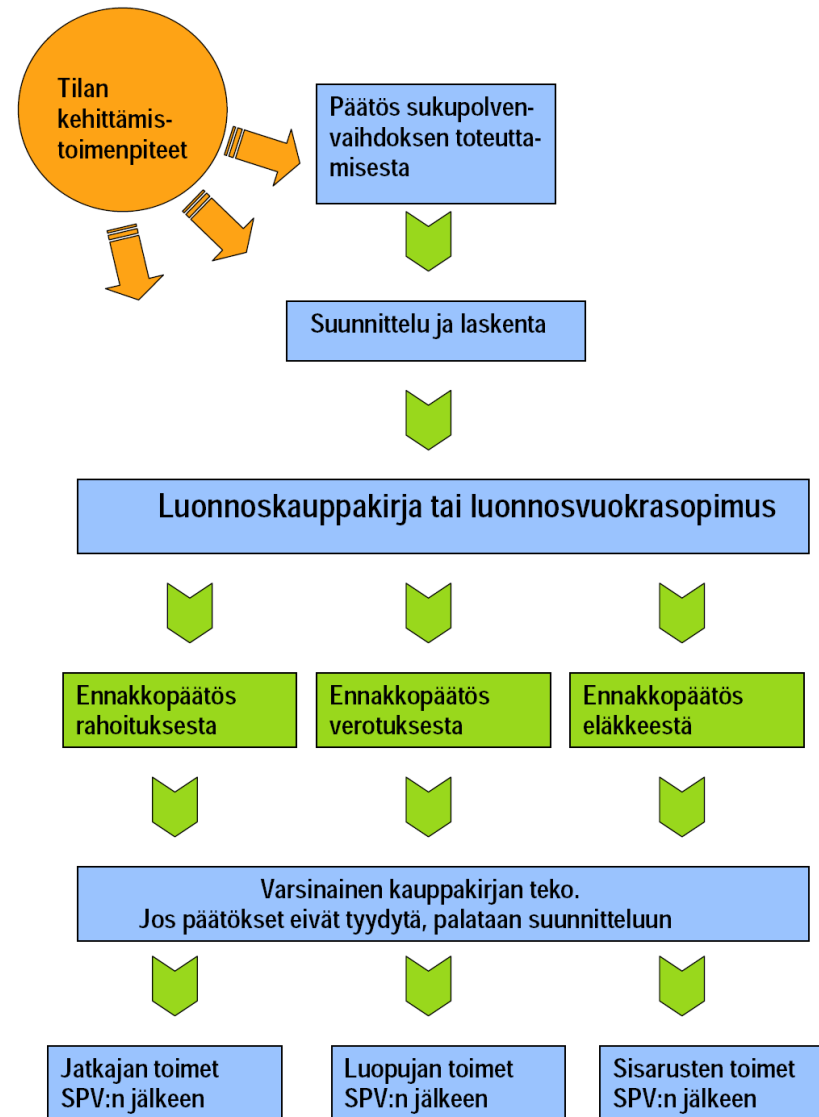 Tilan
kehittämis-
toimenpiteet
Päätös sukupolven-
vaihdoksen toteutta-
misesta
Suunnittelu ja laskenta
Luonnoskauppakirja tai luonnosvuokrasopimus
Ennakkopäätös
rahoituksesta
Ennakkopäätös
verotuksesta
Ennakkopäätös
eläkkeestä
Varsinainen kauppakirjan teko.
Jos päätökset eivät tyydytä, palataan suunnitteluun
Jatkajan toimet
SPV:n jälkeen
Luopujan toimet
SPV:n jälkeen
Sisarusten toimet
SPV:n jälkeen